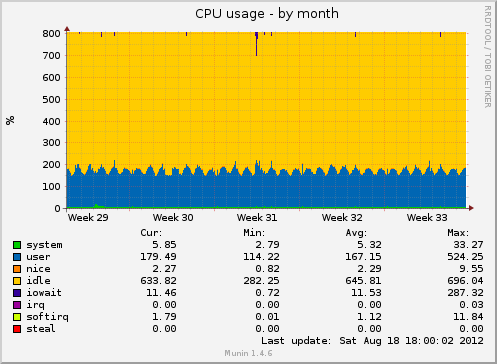 CPU usage - by month
RRDTOOL / TOBI OETIKER
%
800
700
600
500
400
300
200
100
0
Week 29 Week 30 Week 31 Week 32 Week 33
Cur: Min: Avg: Max:
system 5.85 2.79 5.32 33.27
user 179.49 114.22 167.15 524.25
nice 2.27 0.82 2.29 9.55
idle 633.82 282.25 645.81 696.04
iowait 11.46 0.72 11.53 287.32
irq 0.00 0.00 0.00 0.03
softirq 1.79 0.01 1.12 11.84
steal 0.00 0.00 0.00 0.00
Last update: Sat Aug 18 18:00:02 2012
Munin 1.4.6